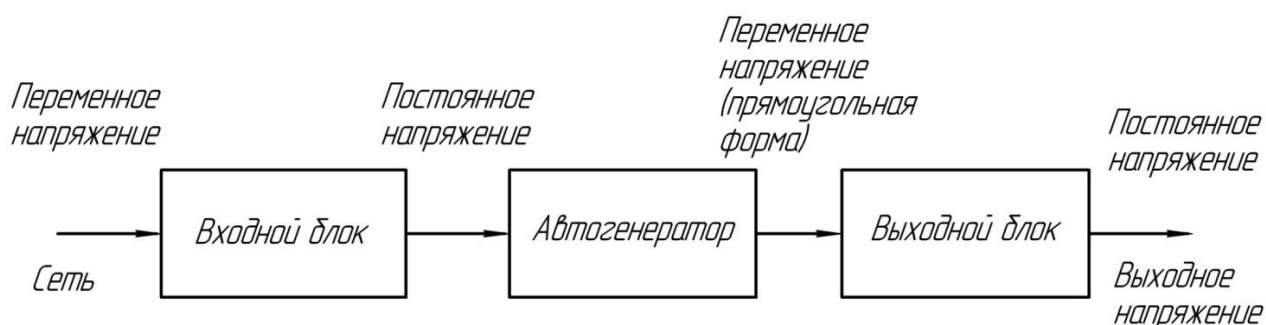 Переменное
напряжение
Сеть
Входной блок
Постоянное
напряжение
Автогенератор
Переменное
напряжение
(прямоугольная
форма)
Выходной блок
Постоянное
напряжение
Выходное
напряжение